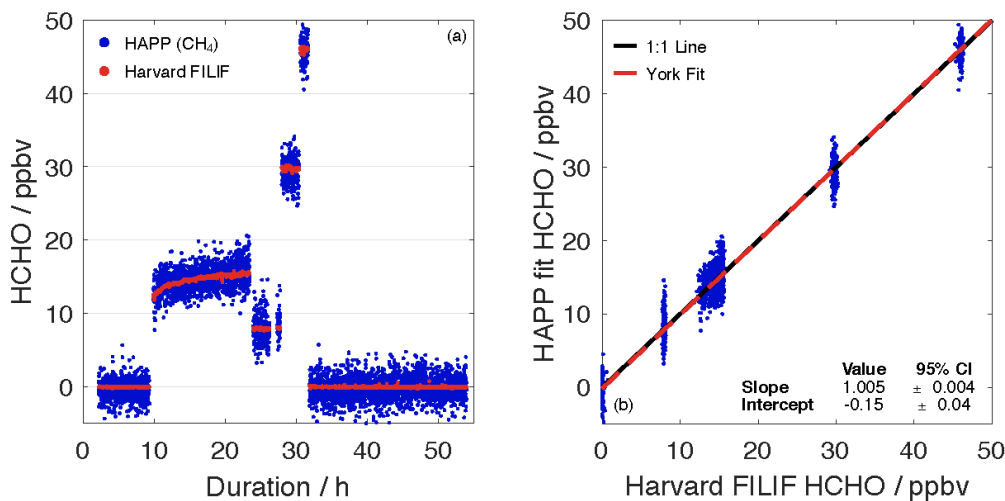 50
40
30
20
10
0
HCHO / ppbv
HAPP (CH₄)
Harvard FILIF
(a)
0
10
20
30
40
50
Duration / h
50
40
30
20
10
0
HAPP fit HCHO / ppbv
1:1 Line
York Fit
Value 95% CI
Slope 1.005 ± 0.004
Intercept -0.15 ± 0.04
(b)
0
10
20
30
40
50
Harvard FILIF HCHO / ppbv